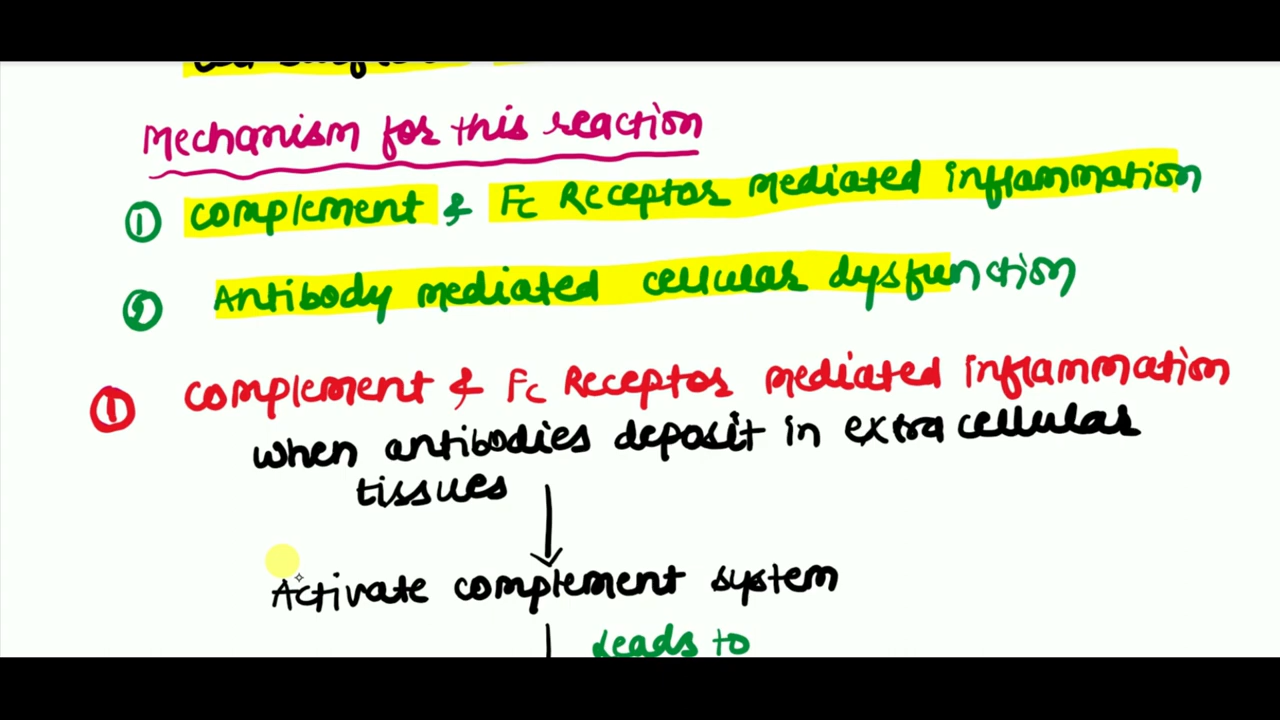 Mechanism for this reaction
① complement & Fc Receptor mediated inflammation
② Antibody mediated cellular dysfunction
① complement & Fc Receptor mediated inflammation
when antibodies deposit in extracellular
tissues
Activate complement system
Leads to